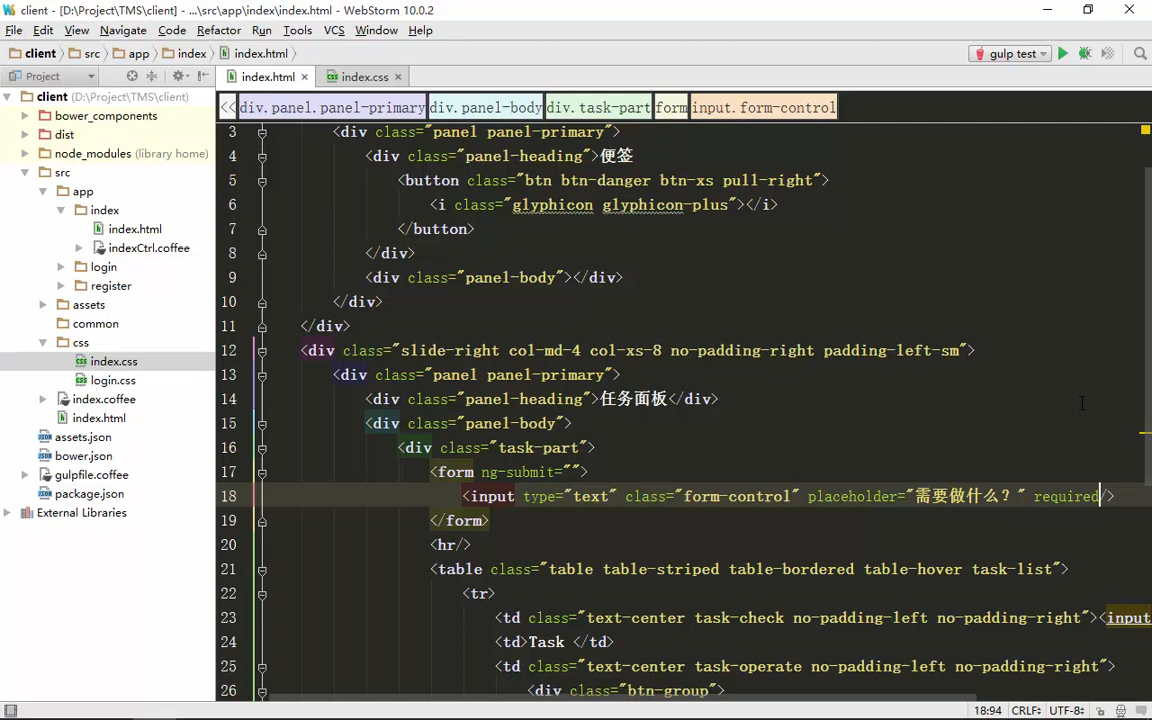 client - [D:\Project\TMS\client] - ...\src\app\index\index.html - WebStorm 10.0.2
File Edit View Navigate Code Refactor Run Tools VCS Window Help
client src app index index.html gulp test
Project index.html index.css
<< div.panel.panel-primary div.panel-body div.task-part form input.form-control
client (D:\Project\TMS\client)
bower_components
dist
node_modules (library home)
src
app
index
index.html
indexCtrl.coffee
login
register
assets
common
css
index.css
login.css
index.coffee
index.html
assets.json
bower.json
gulpfile.coffee
package.json
External Libraries
3 <div class="panel panel-primary">
4 <div class="panel-heading">便签
5 <button class="btn btn-danger btn-xs pull-right">
6 <i class="glyphicon glyphicon-plus"></i>
7 </button>
8 </div>
9 <div class="panel-body"></div>
10 </div>
11 </div>
12 <div class="slide-right col-md-4 col-xs-8 no-padding-right padding-left-sm">
13 <div class="panel panel-primary">
14 <div class="panel-heading">任务面板</div>
15 <div class="panel-body">
16 <div class="task-part">
17 <form ng-submit="">
18 <input type="text" class="form-control" placeholder="需要做什么？" required/>
19 </form>
20 <hr/>
21 <table class="table table-striped table-bordered table-hover task-list">
22 <tr>
23 <td class="text-center task-check no-padding-left no-padding-right"><input
24 <td>Task </td>
25 <td class="text-center task-operate no-padding-left no-padding-right">
26 <div class="btn-group">
18:94 CRLF UTF-8